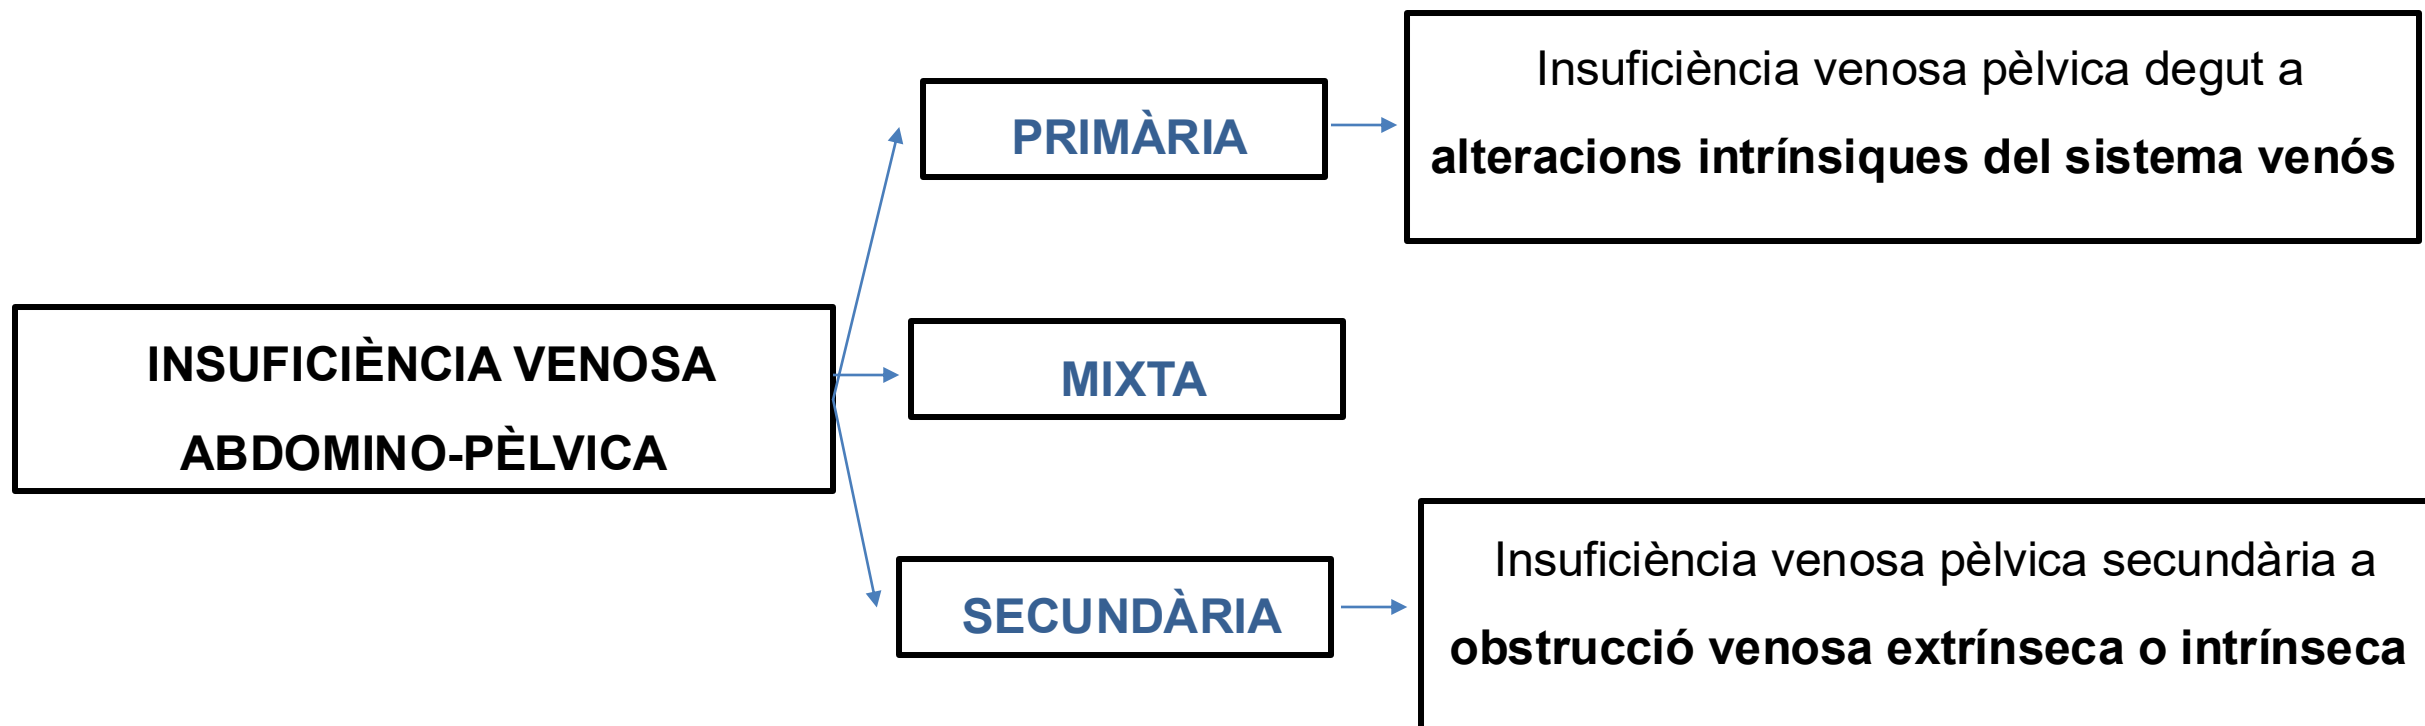 Insuficiència venosa pèlvica degut a
alteracions intrínsiques del sistema venós
PRIMÀRIA
INSUFICIÈNCIA VENOSA
ABDOMINO-PÈLVICA
MIXTA
SECUNDÀRIA
Insuficiència venosa pèlvica secundària a
obstrucció venosa extrínseca o intrínseca